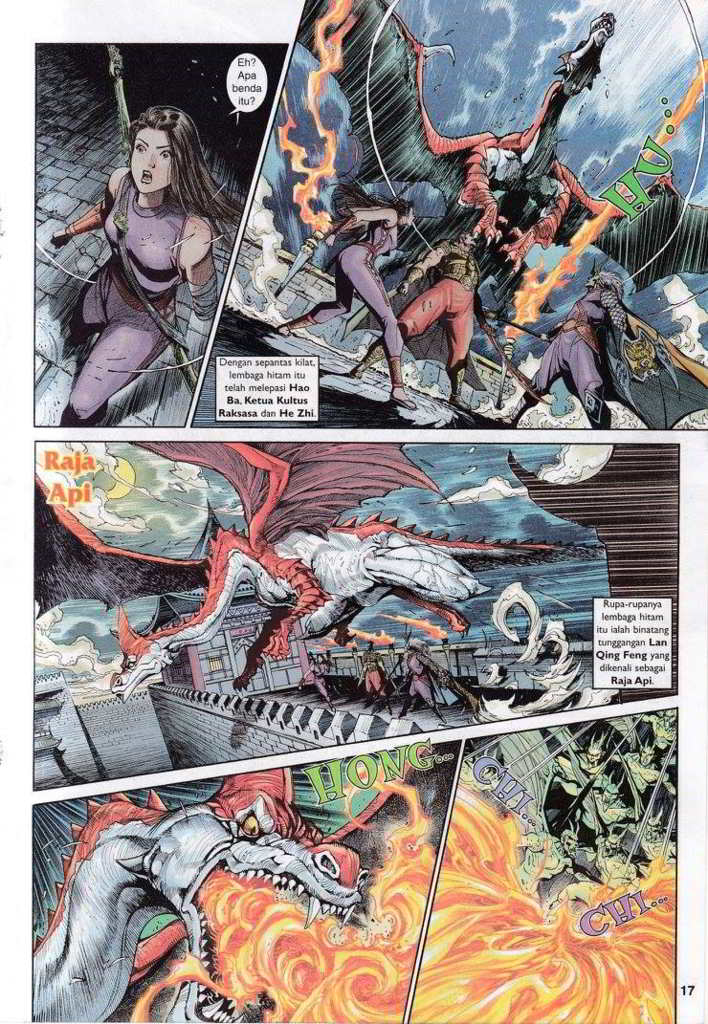 Eh?
Apa
benda
itu?
HU...
Dengan sepantas kilat,
lembaga hitam itu
telah melepasi Hao
Ba, Ketua Kultus
Raksasa dan He Zhi.
Raja
Api
Rupa-rupanya
lembaga hitam
itu ialah binatang
tunggangan Lan
Qing Feng yang
dikenali sebagai
Raja Api.
HONG...
CHI...
CHI...
17